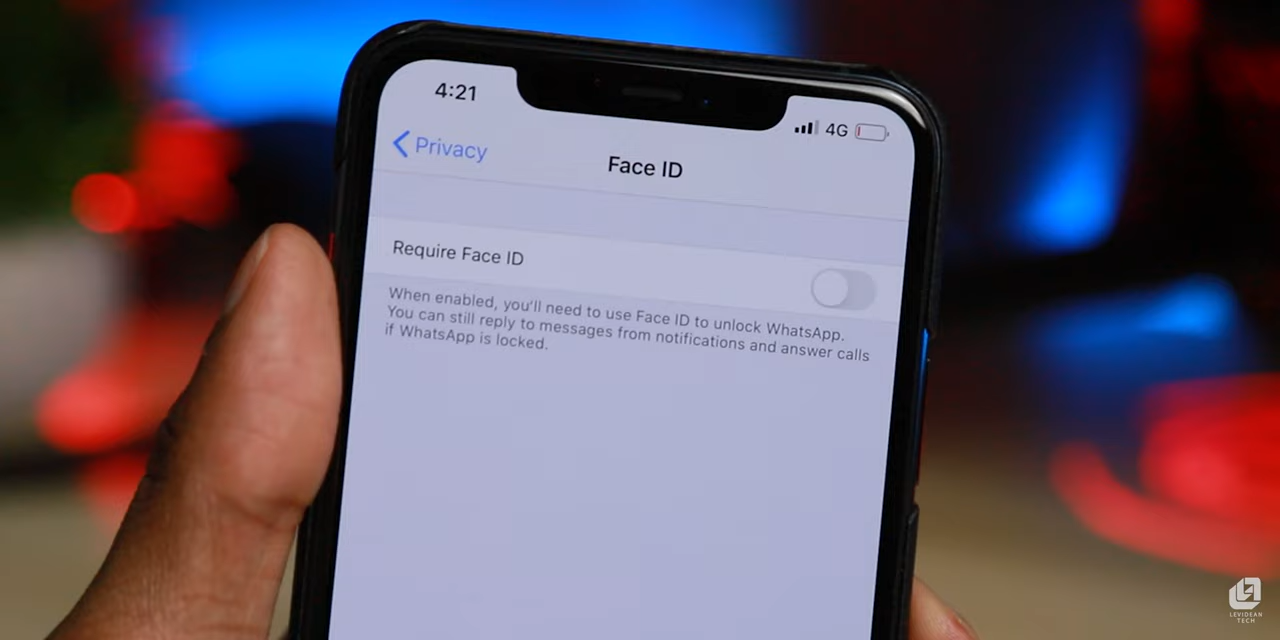 4:21
4G
Privacy
Face ID
Require Face ID
When enabled, you'll need to use Face ID to unlock WhatsApp.
You can still reply to messages from notifications and answer calls
if WhatsApp is locked.
LEVIDEAN
TECH